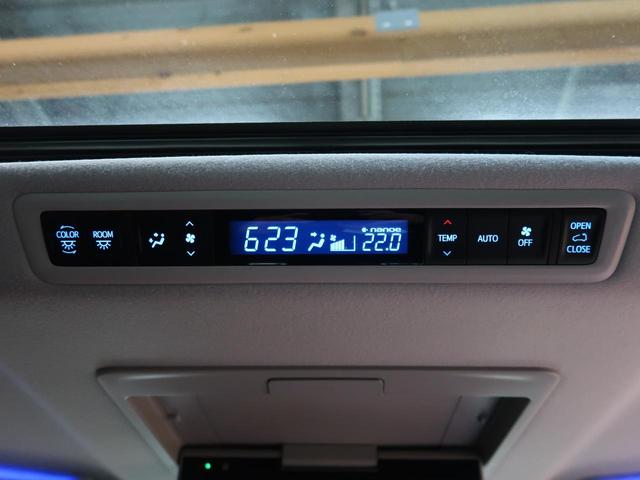 COLOR
ROOM
623
nanoe
22.0
TEMP
AUTO
OFF
OPEN
CLOSE